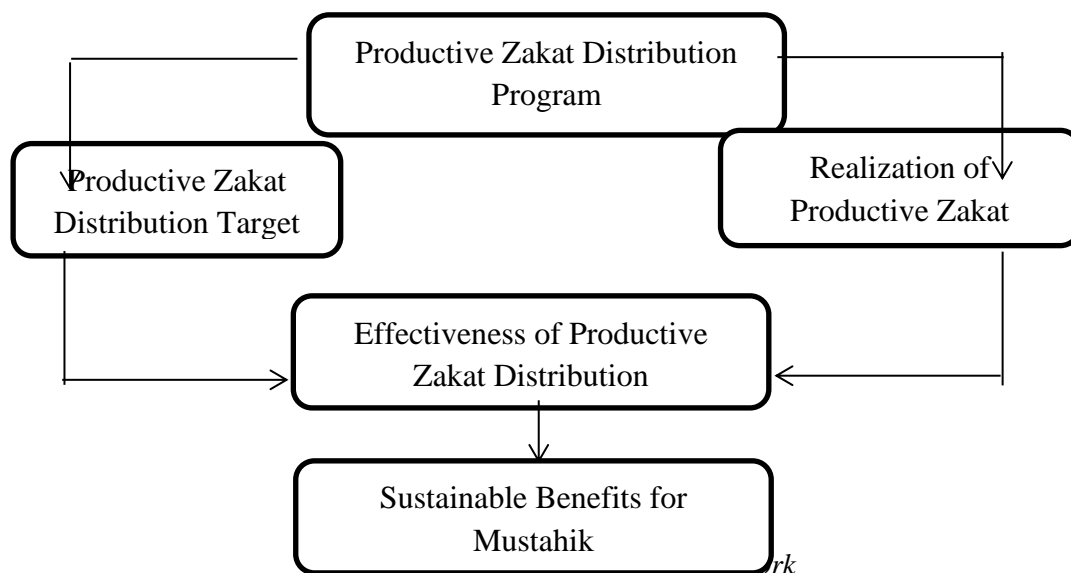 Productive Zakat Distribution
Program
Productive Zakat
Distribution Target
Realization of
Productive Zakat
Effectiveness of Productive
Zakat Distribution
Sustainable Benefits for
Mustahik